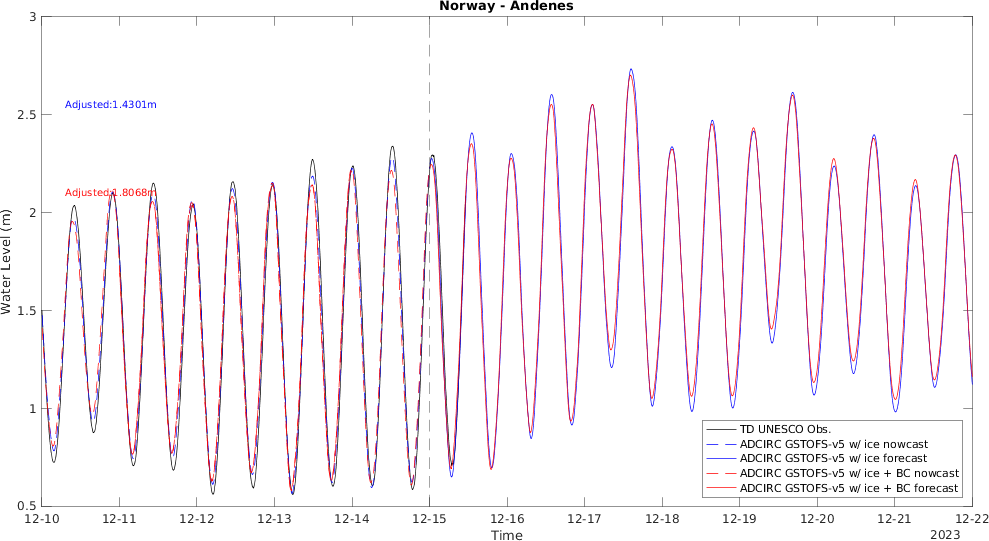 Norway - Andenes
3
2.5
2
1.5
1
0.5
Water Level (m)
Adjusted:1.4301m
Adjusted:1.8068m
TD UNESCO Obs.
ADCIRC GSTOFS-v5 w/ ice nowcast
ADCIRC GSTOFS-v5 w/ ice forecast
ADCIRC GSTOFS-v5 w/ ice + BC nowcast
ADCIRC GSTOFS-v5 w/ ice + BC forecast
12-10 12-11 12-12 12-13 12-14 12-15 12-16 12-17 12-18 12-19 12-20 12-21 12-22
Time
2023